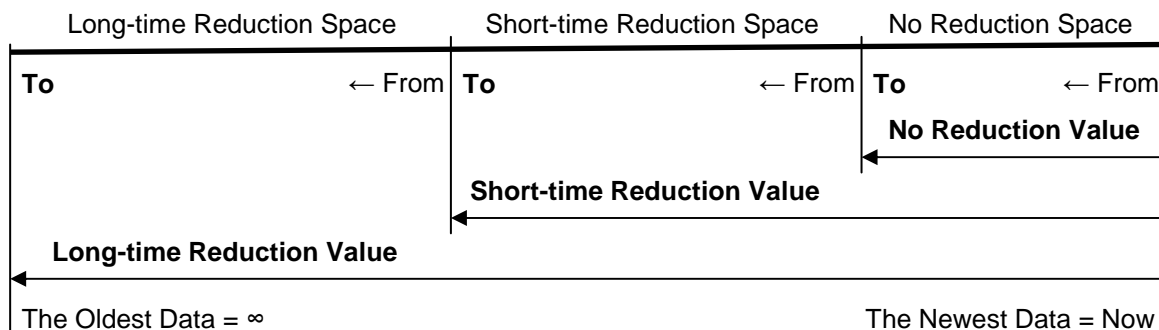 Long-time Reduction Space Short-time Reduction Space No Reduction Space
To ← From To ← From To ← From
No Reduction Value
Short-time Reduction Value
Long-time Reduction Value
The Oldest Data = ∞ The Newest Data = Now